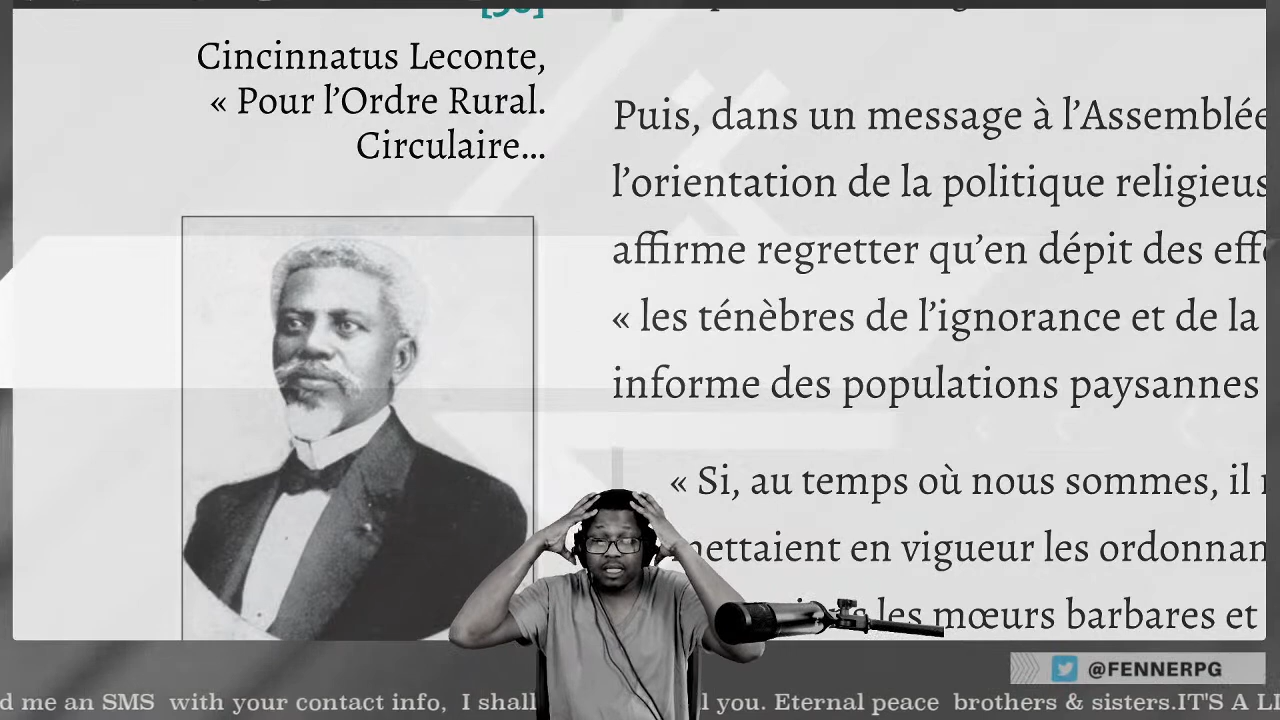 Cincinnatus Leconte,
« Pour l’Ordre Rural.
Circulaire...
Puis, dans un message à l’Assemblée
l’orientation de la politique religieus
affirme regretter qu’en dépit des eff
« les ténèbres de l’ignorance et de la
informe des populations paysannes
« Si, au temps où nous sommes, il
mettaient en vigueur les ordonnan
les mœurs barbares et
@FENNERPG
d me an SMS with your contact info, I shall l you. Eternal peace brothers & sisters.IT'S A LI